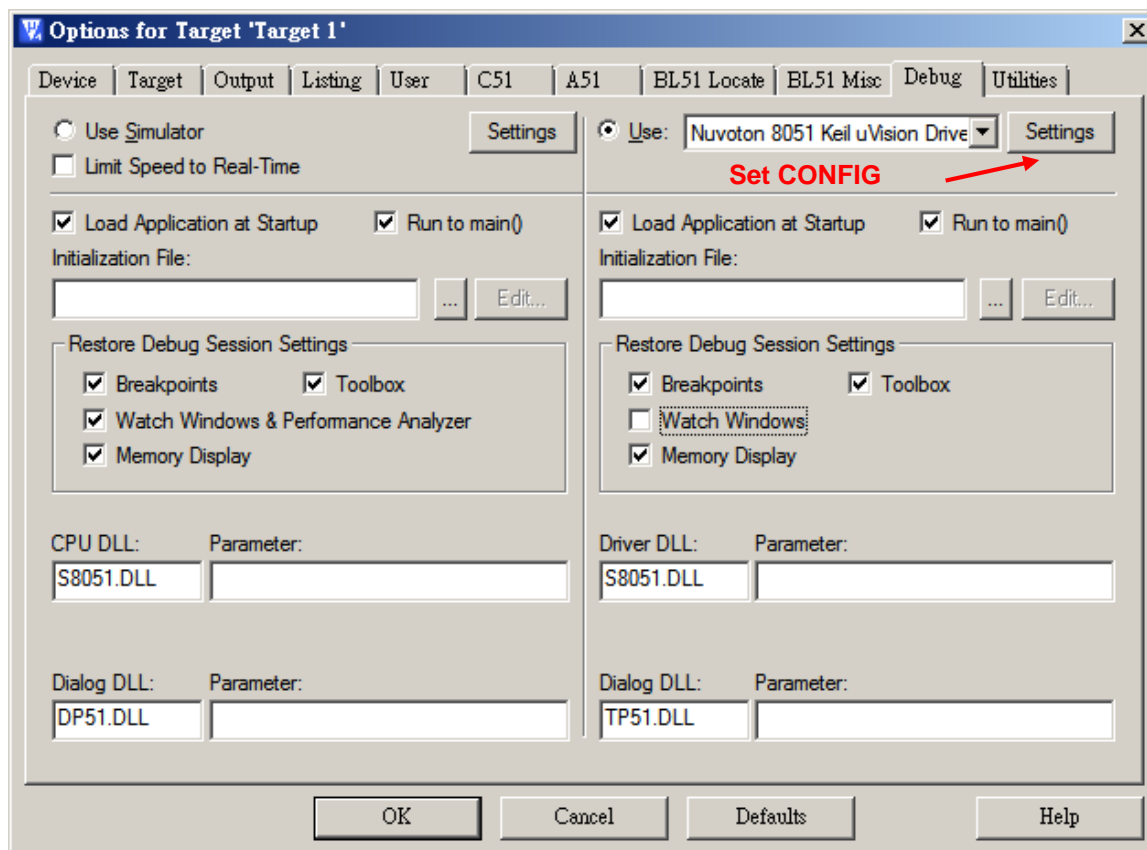 Options for Target 'Target 1'
Device Target Output Listing User C51 A51 BL51 Locate BL51 Misc Debug Utilities
Use Simulator Settings
Limit Speed to Real-Time
Use: Nuvoton 8051 Keil uVision Drive Settings
Set CONFIG
Load Application at Startup Run to main()
Initialization File:
... Edit...
Restore Debug Session Settings
Breakpoints Toolbox
Watch Windows & Performance Analyzer
Memory Display
CPU DLL: Parameter:
S8051.DLL
Dialog DLL: Parameter:
DP51.DLL
Load Application at Startup Run to main()
Initialization File:
... Edit...
Restore Debug Session Settings
Breakpoints Toolbox
Watch Windows
Memory Display
Driver DLL: Parameter:
S8051.DLL
Dialog DLL: Parameter:
TP51.DLL
OK Cancel Defaults Help